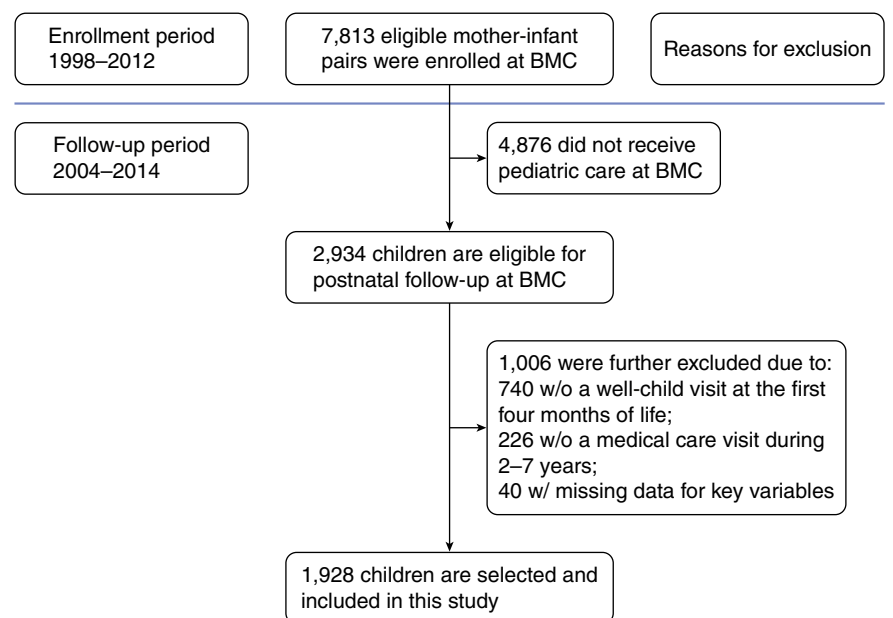 Enrollment period
1998–2012
7,813 eligible mother-infant
pairs were enrolled at BMC
Reasons for exclusion
Follow-up period
2004–2014
4,876 did not receive
pediatric care at BMC
2,934 children are eligible for
postnatal follow-up at BMC
1,006 were further excluded due to:
740 w/o a well-child visit at the first
four months of life;
226 w/o a medical care visit during
2–7 years;
40 w/ missing data for key variables
1,928 children are selected and
included in this study